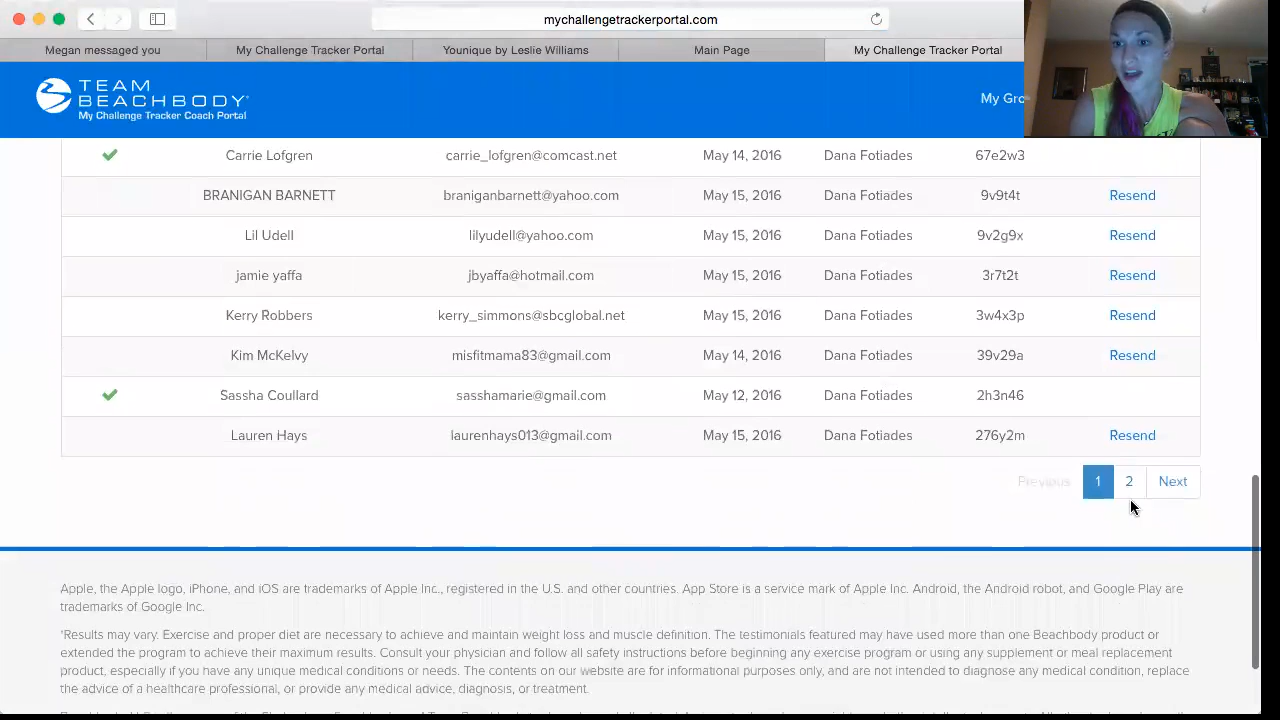 mychallengetrackerportal.com
Megan messaged you
My Challenge Tracker Portal
Younique by Leslie Williams
Main Page
My Challenge Tracker Portal
TEAM
BEACHBODY
My Challenge Tracker Coach Portal
My Gro
Carrie Lofgren carrie_lofgren@comcast.net May 14, 2016 Dana Fotiades 67e2w3
BRANIGAN BARNETT braniganbarnett@yahoo.com May 15, 2016 Dana Fotiades 9v9t4t Resend
Lil Udell lilyudell@yahoo.com May 15, 2016 Dana Fotiades 9v2g9x Resend
jamie yaffa jbyaffa@hotmail.com May 15, 2016 Dana Fotiades 3r7t2t Resend
Kerry Robbers kerry_simmons@sbcglobal.net May 15, 2016 Dana Fotiades 3w4x3p Resend
Kim McKelvy misfitmama83@gmail.com May 14, 2016 Dana Fotiades 39v29a Resend
Sassha Coullard sasshamarie@gmail.com May 12, 2016 Dana Fotiades 2h3n46
Lauren Hays laurenhays013@gmail.com May 15, 2016 Dana Fotiades 276y2m Resend
Previous 1 2 Next
Apple, the Apple logo, iPhone, and iOS are trademarks of Apple Inc., registered in the U.S. and other countries. App Store is a service mark of Apple Inc. Android, the Android robot, and Google Play are
trademarks of Google Inc.
*Results may vary. Exercise and proper diet are necessary to achieve and maintain weight loss and muscle definition. The testimonials featured may have used more than one Beachbody product or
extended the program to achieve their maximum results. Consult your physician and follow all safety instructions before beginning any exercise program or using any supplement or meal replacement
product, especially if you have any unique medical conditions or needs. The contents on our website are for informational purposes only, and are not intended to diagnose any medical condition, replace
the advice of a healthcare professional, or provide any medical advice, diagnosis, or treatment.